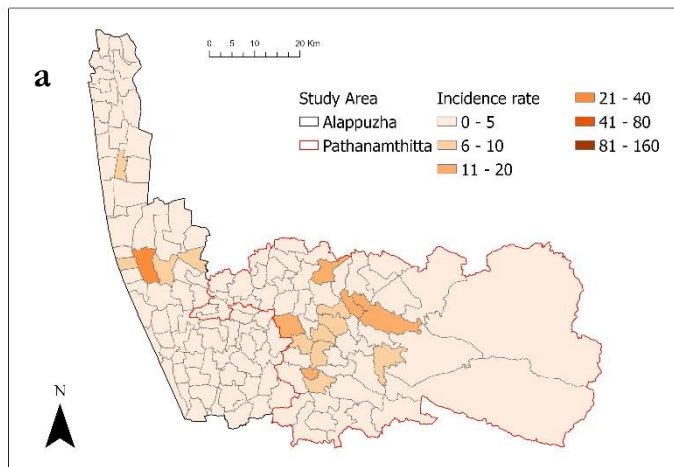 a
0 5 10 20 Km
Study Area
Alappuzha
Pathanamthitta
Incidence rate
0 - 5
6 - 10
11 - 20
21 - 40
41 - 80
81 - 160
N